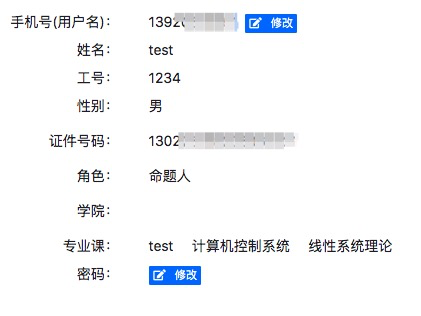 手机号(用户名)： 1392 修改
姓名： test
工号： 1234
性别： 男
证件号码： 1302
角色： 命题人
学院：
专业课： test 计算机控制系统 线性系统理论
密码： 修改